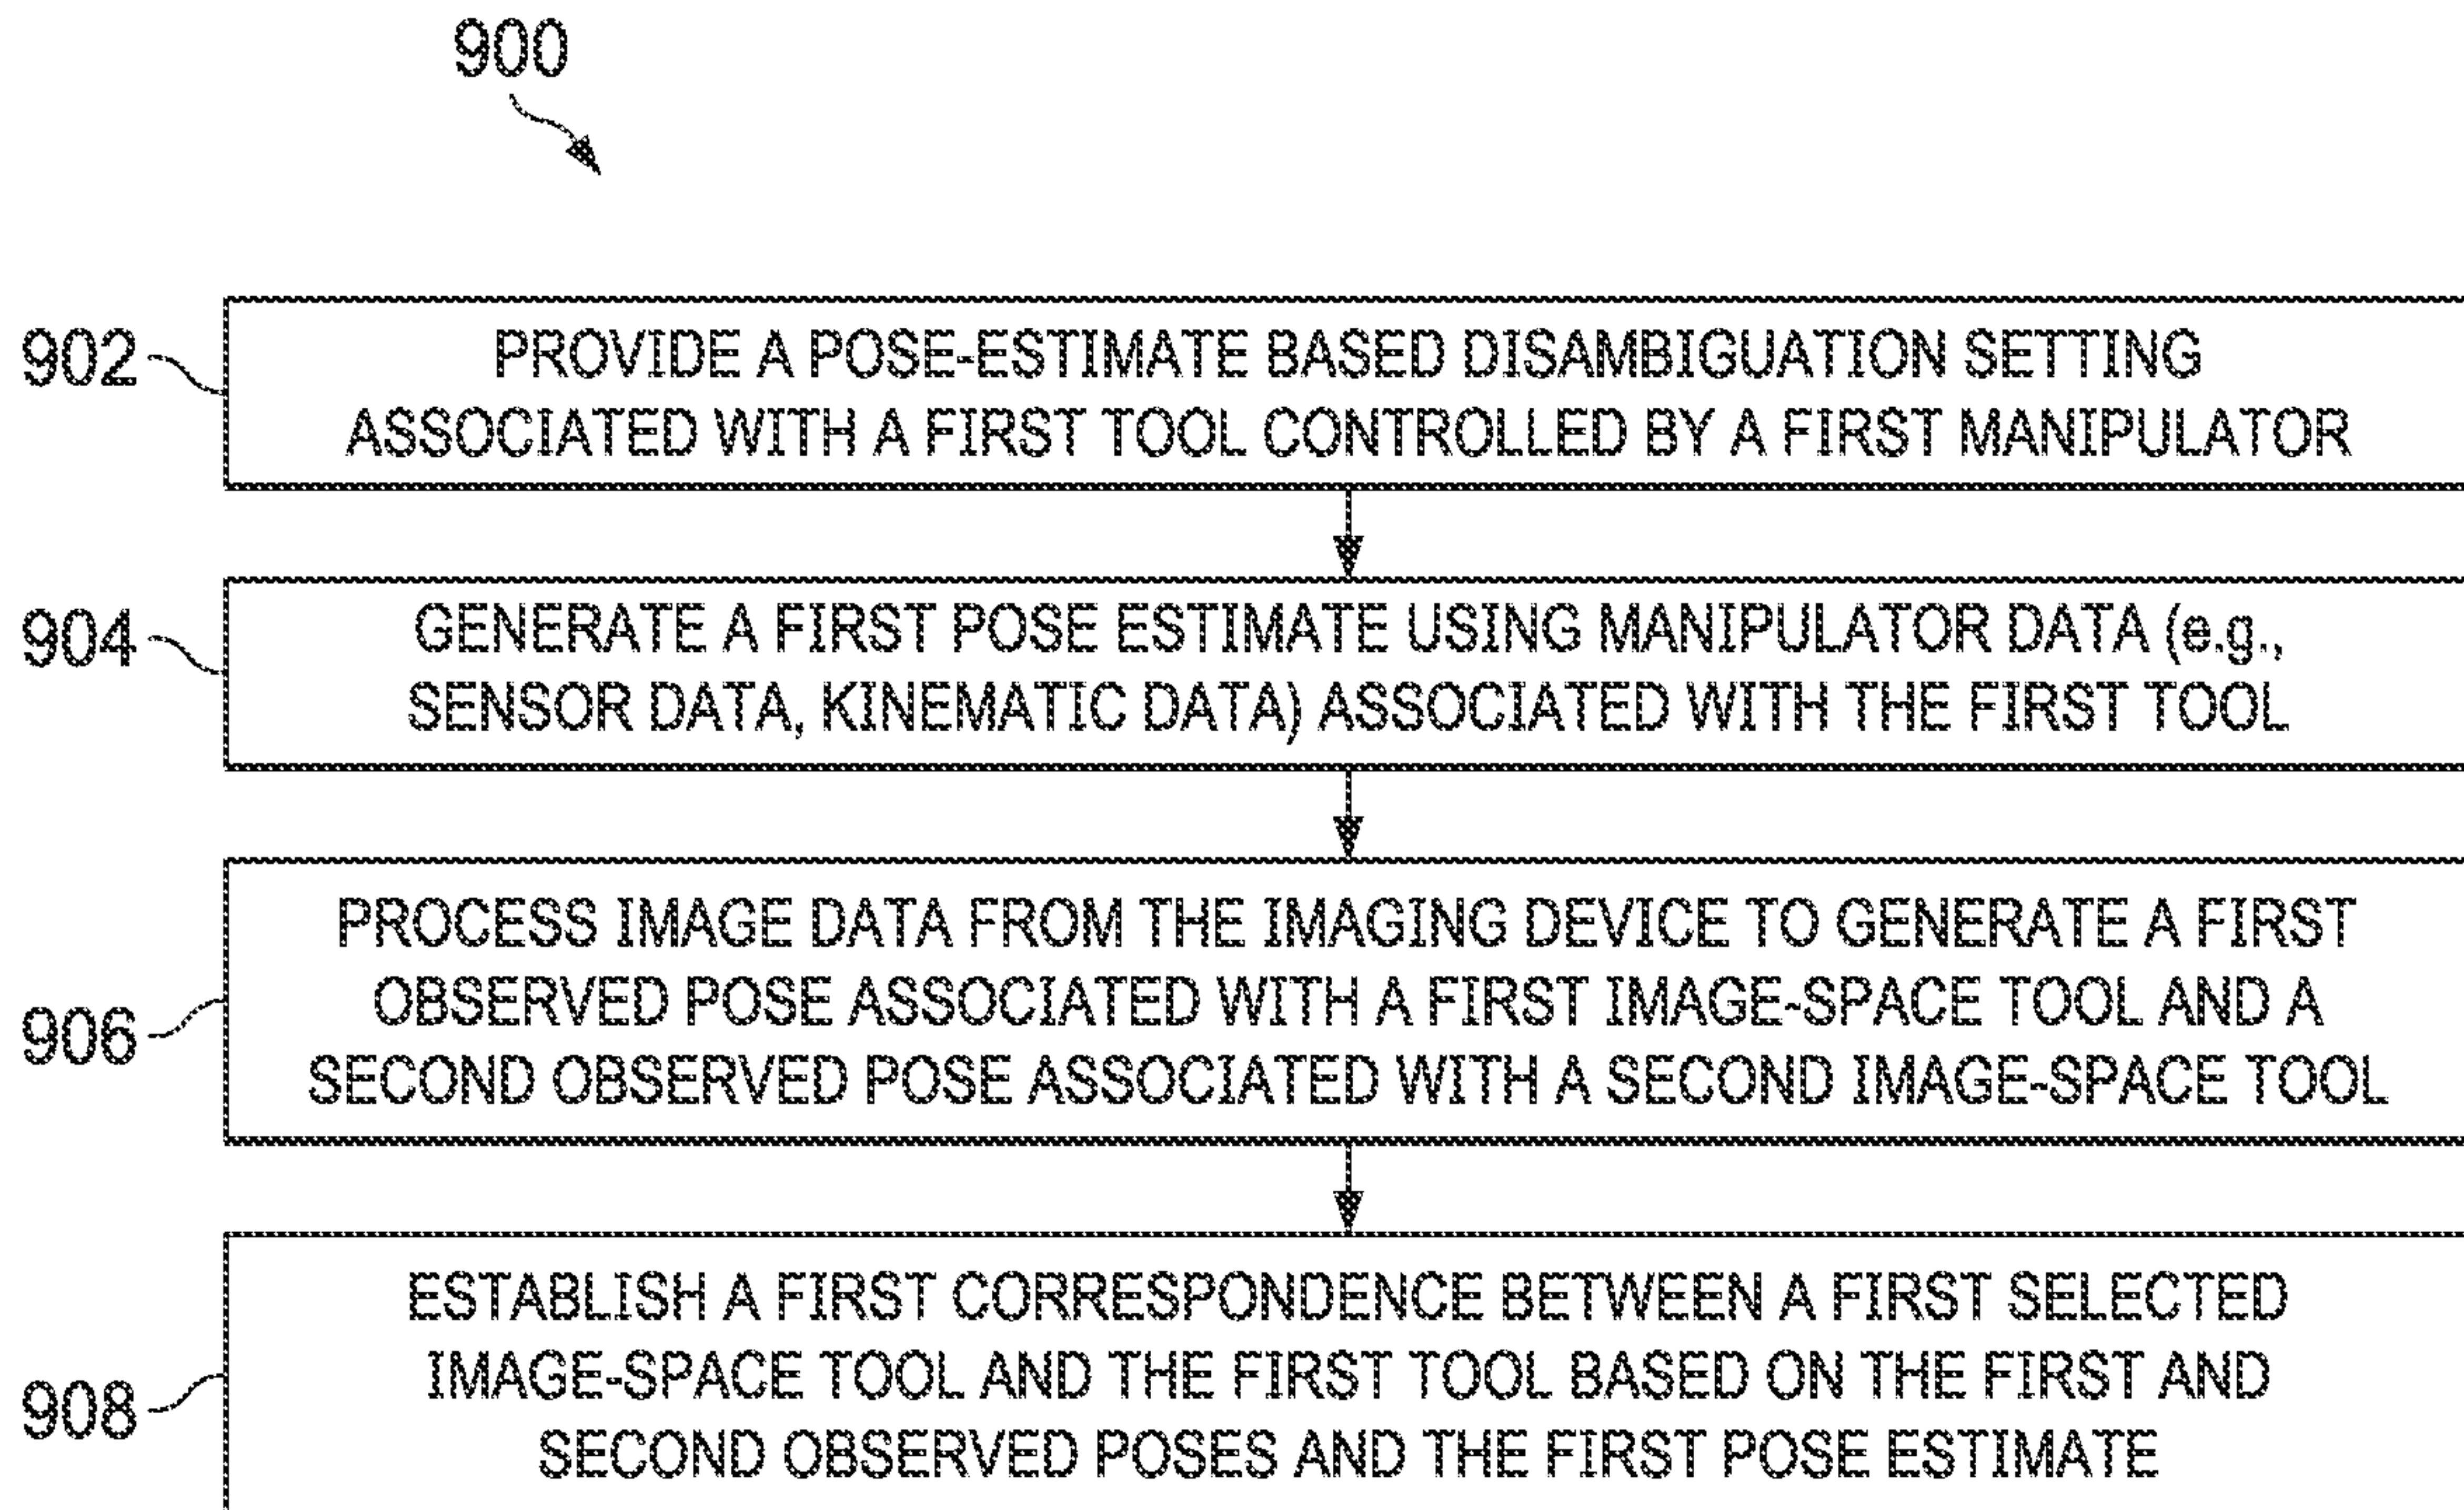 900
902
PROVIDE A POSE-ESTIMATE BASED DISAMBIGUATION SETTING
ASSOCIATED WITH A FIRST TOOL CONTROLLED BY A FIRST MANIPULATOR
904
GENERATE A FIRST POSE ESTIMATE USING MANIPULATOR DATA (e.g.,
SENSOR DATA, KINEMATIC DATA) ASSOCIATED WITH THE FIRST TOOL
906
PROCESS IMAGE DATA FROM THE IMAGING DEVICE TO GENERATE A FIRST
OBSERVED POSE ASSOCIATED WITH A FIRST IMAGE-SPACE TOOL AND A
SECOND OBSERVED POSE ASSOCIATED WITH A SECOND IMAGE-SPACE TOOL
908
ESTABLISH A FIRST CORRESPONDENCE BETWEEN A FIRST SELECTED
IMAGE-SPACE TOOL AND THE FIRST TOOL BASED ON THE FIRST AND
SECOND OBSERVED POSES AND THE FIRST POSE ESTIMATE